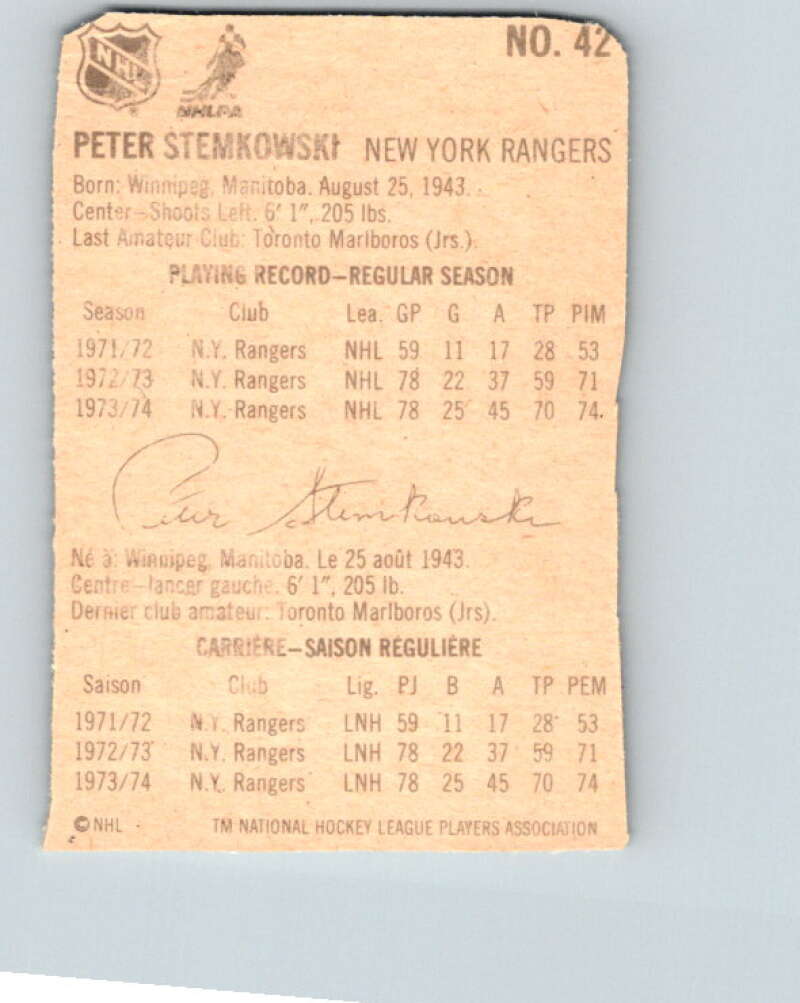 NHL
NHLPA
NO. 42
PETER STEMKOWSKI NEW YORK RANGERS
Born: Winnipeg, Manitoba. August 25, 1943.
Center–Shoots Left. 6' 1", 205 lbs.
Last Amateur Club: Toronto Marlboros (Jrs.).
PLAYING RECORD–REGULAR SEASON
Season Club Lea. GP G A TP PIM
1971/72 N.Y. Rangers NHL 59 11 17 28 53
1972/73 N.Y. Rangers NHL 78 22 37 59 71
1973/74 N.Y. Rangers NHL 78 25 45 70 74
Peter Stemkowski
Né à: Winnipeg, Manitoba. Le 25 août 1943.
Centre–lancer gauche. 6' 1", 205 lb.
Dernier club amateur: Toronto Marlboros (Jrs).
CARRIÈRE–SAISON RÉGULIÈRE
Saison Club Lig. PJ B A TP PEM
1971/72 N.Y. Rangers LNH 59 11 17 28 53
1972/73 N.Y. Rangers LNH 78 22 37 59 71
1973/74 N.Y. Rangers LNH 78 25 45 70 74
© NHL TM NATIONAL HOCKEY LEAGUE PLAYERS ASSOCIATION